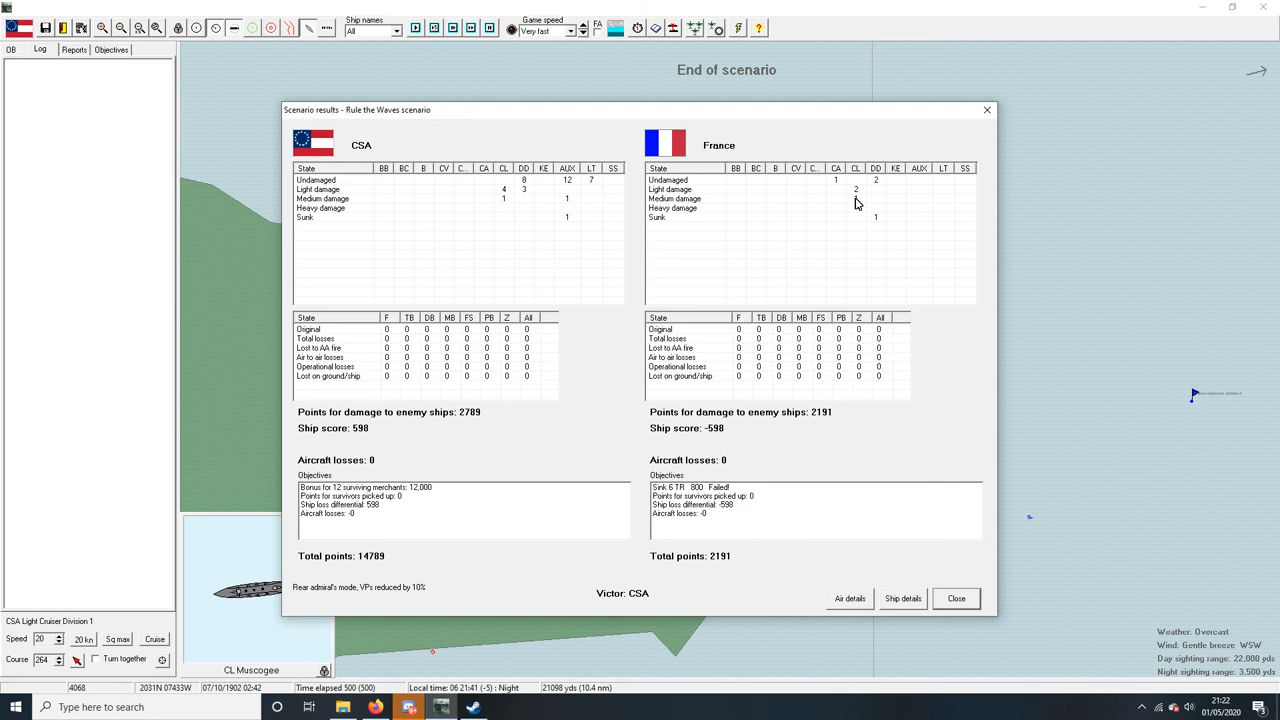 Ship names
All
Game speed
Very fast
FA
OB Log Reports Objectives
End of scenario
Scenario results - Rule the Waves scenario
CSA
France
State BB BC B CV C... CA CL DD KE AUX LT SS
Undamaged 8 12 7
Light damage 4 3
Medium damage 1 1
Heavy damage
Sunk 1
State BB BC B CV C... CA CL DD KE AUX LT SS
Undamaged 1 2
Light damage 2
Medium damage
Heavy damage
Sunk 1
State F TB DB MB FS PB Z All
Original 0 0 0 0 0 0 0 0
Total losses 0 0 0 0 0 0 0 0
Lost to AA fire 0 0 0 0 0 0 0 0
Air to air losses 0 0 0 0 0 0 0 0
Operational losses 0 0 0 0 0 0 0 0
Lost on ground/ship 0 0 0 0 0 0 0 0
State F TB DB MB FS PB Z All
Original 0 0 0 0 0 0 0 0
Total losses 0 0 0 0 0 0 0 0
Lost to AA fire 0 0 0 0 0 0 0 0
Air to air losses 0 0 0 0 0 0 0 0
Operational losses 0 0 0 0 0 0 0 0
Lost on ground/ship 0 0 0 0 0 0 0 0
Points for damage to enemy ships: 2789
Ship score: 598
Aircraft losses: 0
Objectives
Bonus for 12 surviving merchants: 12,000
Points for survivors picked up: 0
Ship loss differential: 598
Aircraft losses: -0
Total points: 14789
Points for damage to enemy ships: 2191
Ship score: -598
Aircraft losses: 0
Objectives
Sink 6 TR 800 Failed!
Points for survivors picked up: 0
Ship loss differential: -598
Aircraft losses: -0
Total points: 2191
Rear admiral's mode, VPs reduced by 10%
Victor: CSA
Air details Ship details Close
CSA Light Cruiser Division 1
Speed 20 20 kn Sq max Cruise
Course 264 Turn together
CL Muscogee
Weather: Overcast
Wind: Gentle breeze WSW
Day sighting range: 22,000 yds
Night sighting range: 3,500 yds
4068 2031N 07433W 07/10/1902 02:42 Time elapsed 500 (500) Local time: 06 21:41 (-5) : Night 21098 yds (10.4 nm)
Type here to search
21:22
01/05/2020